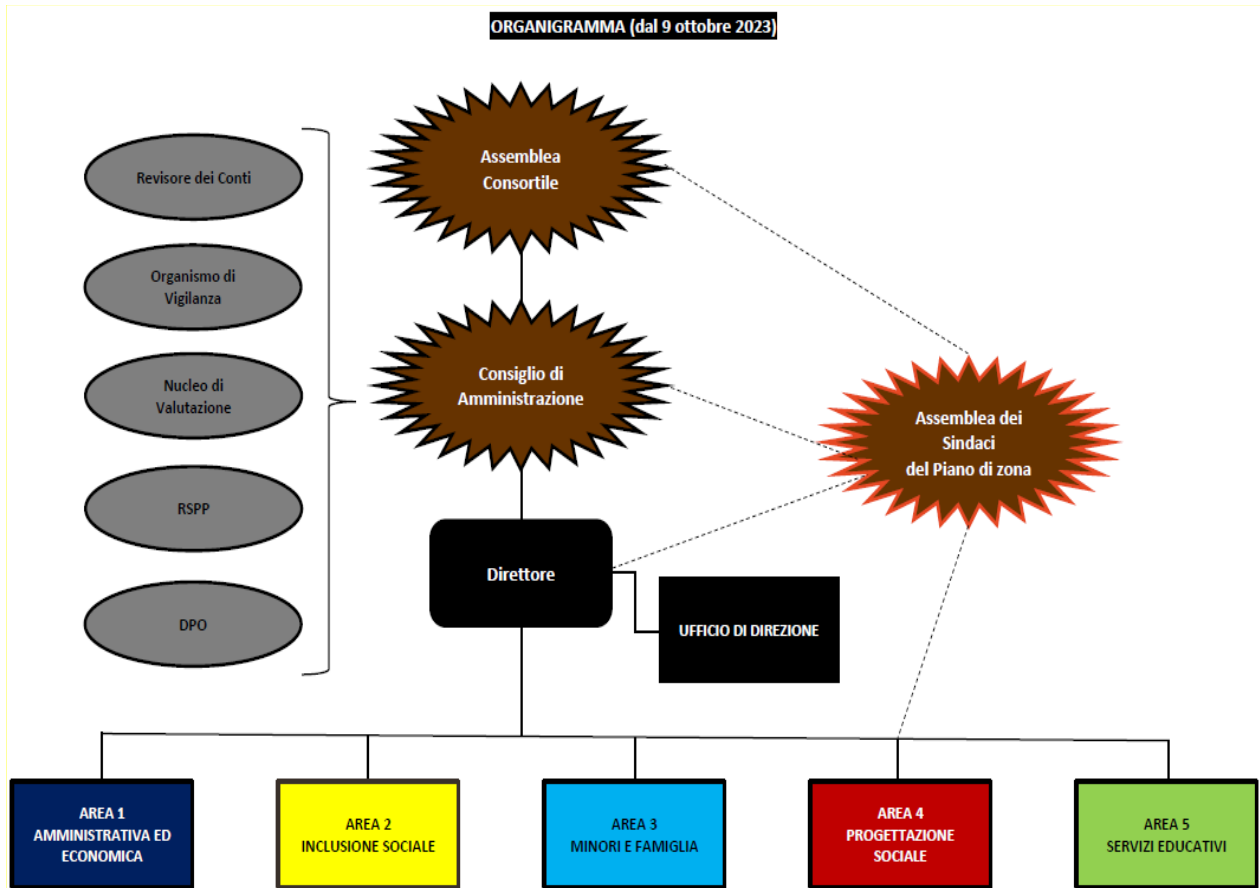 ORGANIGRAMMA (dal 9 ottobre 2023)
Assemblea
Consortile
Revisore dei Conti
Organismo di
Vigilanza
Nucleo di
Valutazione
RSPP
DPO
Consiglio di
Amministrazione
Assemblea dei
Sindaci
del Piano di zona
Direttore
UFFICIO DI DIREZIONE
AREA 1
AMMINISTRATIVA ED
ECONOMICA
AREA 2
INCLUSIONE SOCIALE
AREA 3
MINORI E FAMIGLIA
AREA 4
PROGETTAZIONE
SOCIALE
AREA 5
SERVIZI EDUCATIVI